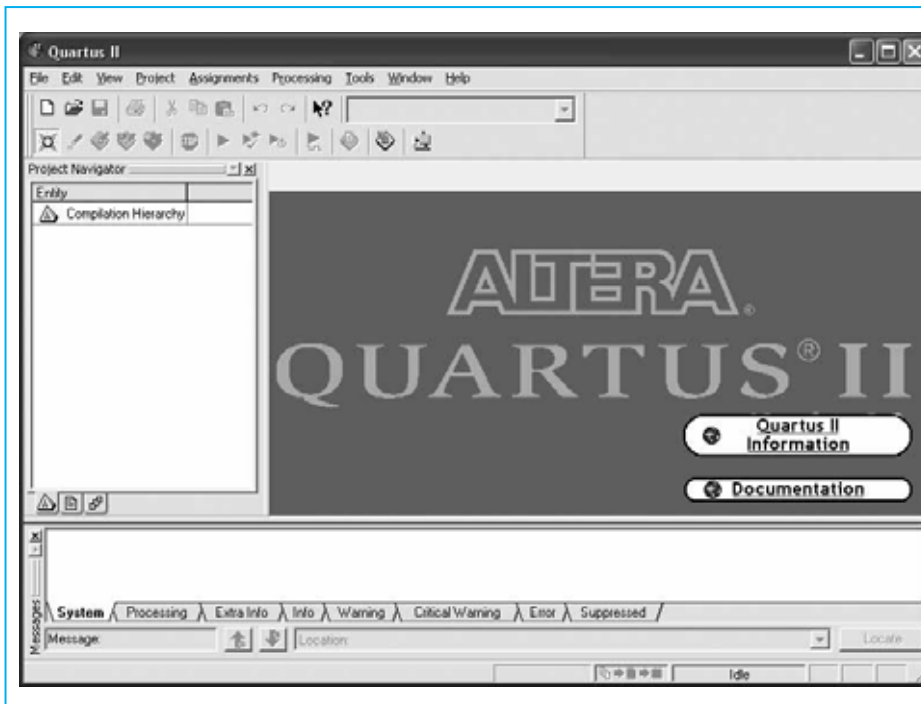 Quartus II
File Edit View Project Assignments Processing Tools Window Help
Project Navigator
Entity
Compilation Hierarchy
ALTERA®
QUARTUS® II
Quartus II
Information
Documentation
System Processing Extra Info Info Warning Critical Warning Error Suppressed
Messages
Message: Location: Locate
Idle